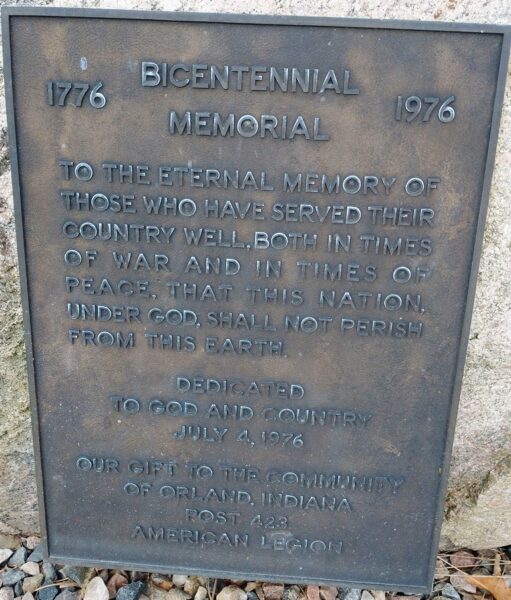 BICENTENNIAL
1776 1976
MEMORIAL
TO THE ETERNAL MEMORY OF
THOSE WHO HAVE SERVED THEIR
COUNTRY WELL, BOTH IN TIMES
OF WAR AND IN TIMES OF
PEACE, THAT THIS NATION,
UNDER GOD, SHALL NOT PERISH
FROM THIS EARTH.
DEDICATED
TO GOD AND COUNTRY
JULY 4, 1976
OUR GIFT TO THE COMMUNITY
OF ORLAND, INDIANA
POST 423
AMERICAN LEGION